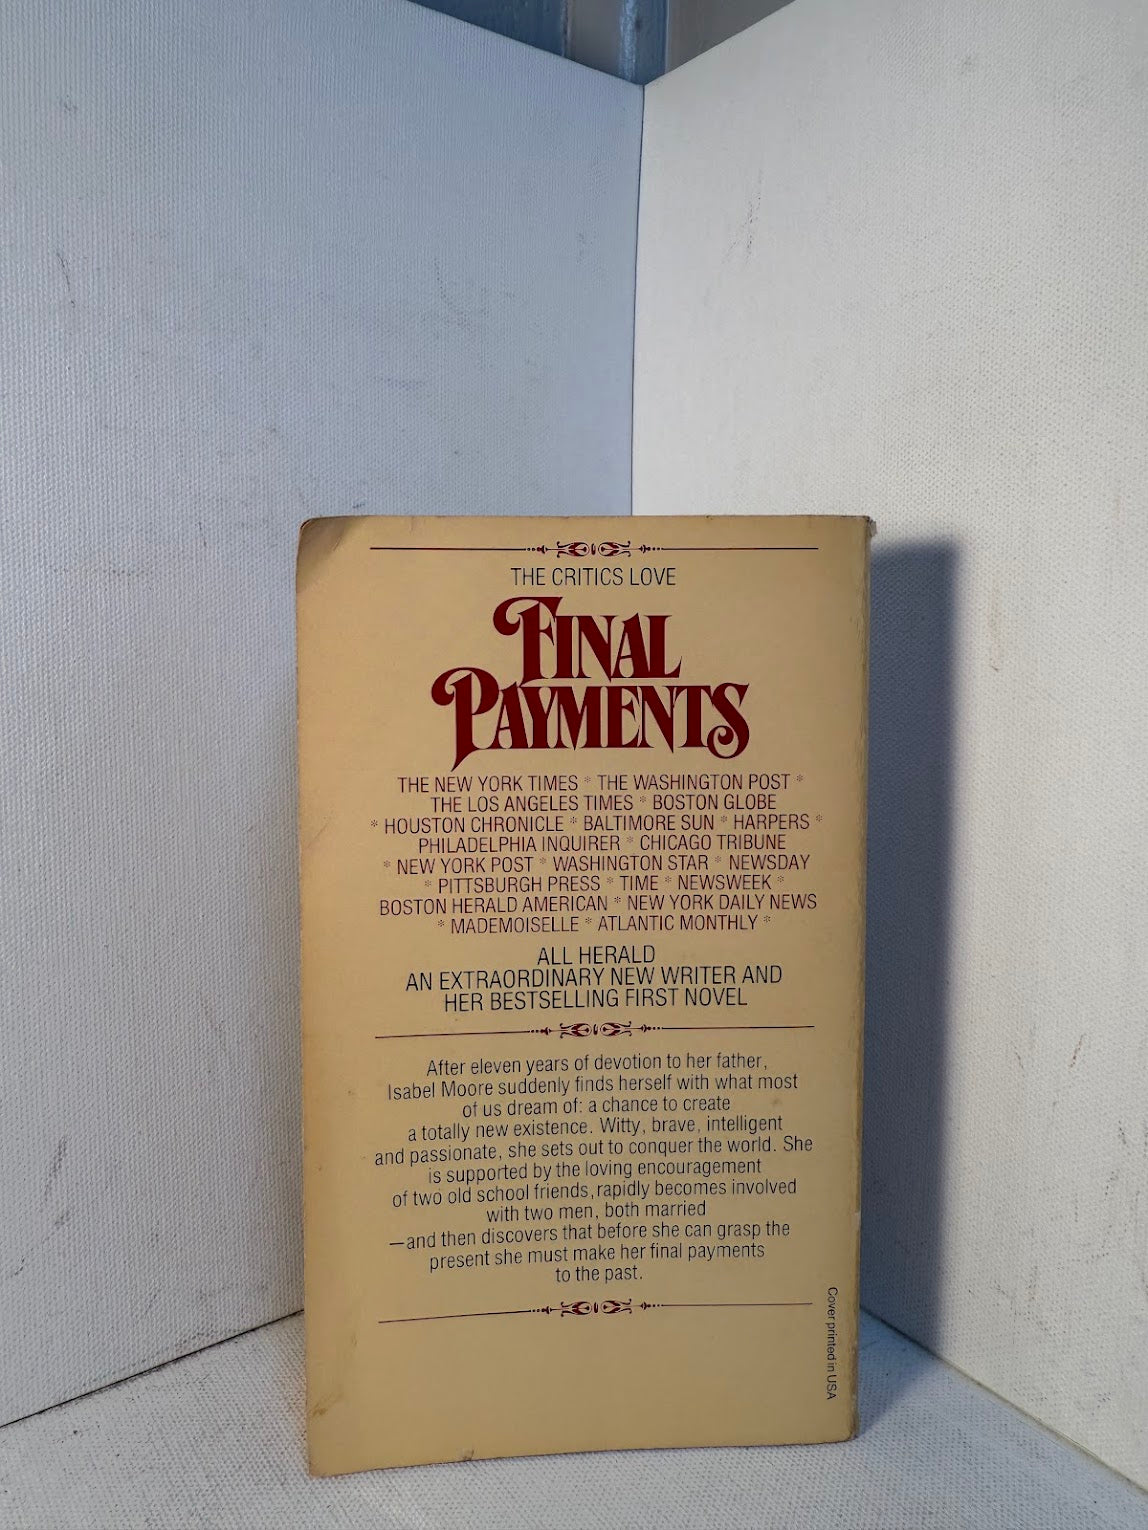 THE CRITICS LOVE
FINAL
PAYMENTS
THE NEW YORK TIMES * THE WASHINGTON POST *
THE LOS ANGELES TIMES * BOSTON GLOBE
* HOUSTON CHRONICLE * BALTIMORE SUN * HARPERS *
PHILADELPHIA INQUIRER * CHICAGO TRIBUNE
* NEW YORK POST * WASHINGTON STAR * NEWSDAY
* PITTSBURGH PRESS * TIME * NEWSWEEK *
BOSTON HERALD AMERICAN * NEW YORK DAILY NEWS
* MADEMOISELLE * ATLANTIC MONTHLY *
ALL HERALD
AN EXTRAORDINARY NEW WRITER AND
HER BESTSELLING FIRST NOVEL
After eleven years of devotion to her father,
Isabel Moore suddenly finds herself with what most
of us dream of: a chance to create
a totally new existence. Witty, brave, intelligent
and passionate, she sets out to conquer the world. She
is supported by the loving encouragement
of two old school friends, rapidly becomes involved
with two men, both married
—and then discovers that before she can grasp the
present she must make her final payments
to the past.
Cover printed in USA